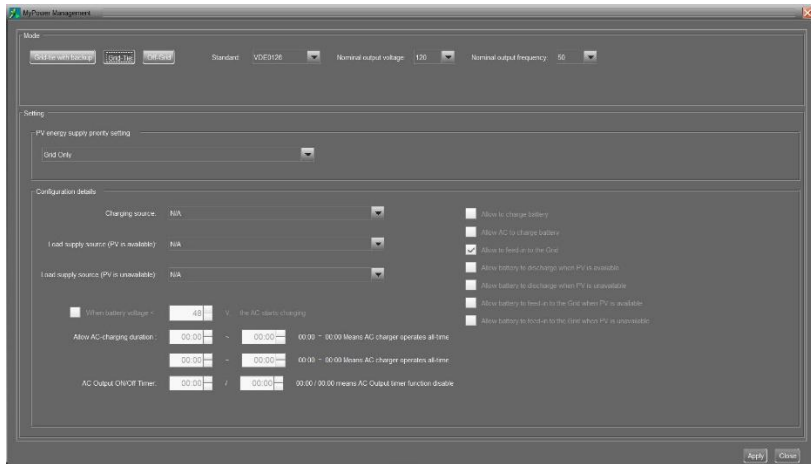 MyPower Management
Mode
Grid-tie with backup Grid-Tie Off-Grid Standard: VDE0126 Nominal output voltage: 120 Nominal output frequency: 50
Setting
PV energy supply priority setting
Grid Only
Configuration details
Charging source: N/A
Allow to charge battery
Allow AC to charge battery
Load supply source (PV is available): N/A
Allow to feed-in to the Grid
Allow battery to discharge when PV is available
Load supply source (PV is unavailable): N/A
Allow battery to discharge when PV is unavailable
Allow battery to feed-in to the Grid when PV is available
When battery voltage < 48 V, the AC starts charging
Allow battery to feed-in to the Grid when PV is unavailable
Allow AC-charging duration: 00:00 ~ 00:00 00:00 ~ 00:00 Means AC charger operates all-time
00:00 ~ 00:00 00:00 ~ 00:00 Means AC charger operates all-time
AC Output ON/Off Timer: 00:00 / 00:00 00:00 / 00:00 means AC Output timer function disable
Apply Close